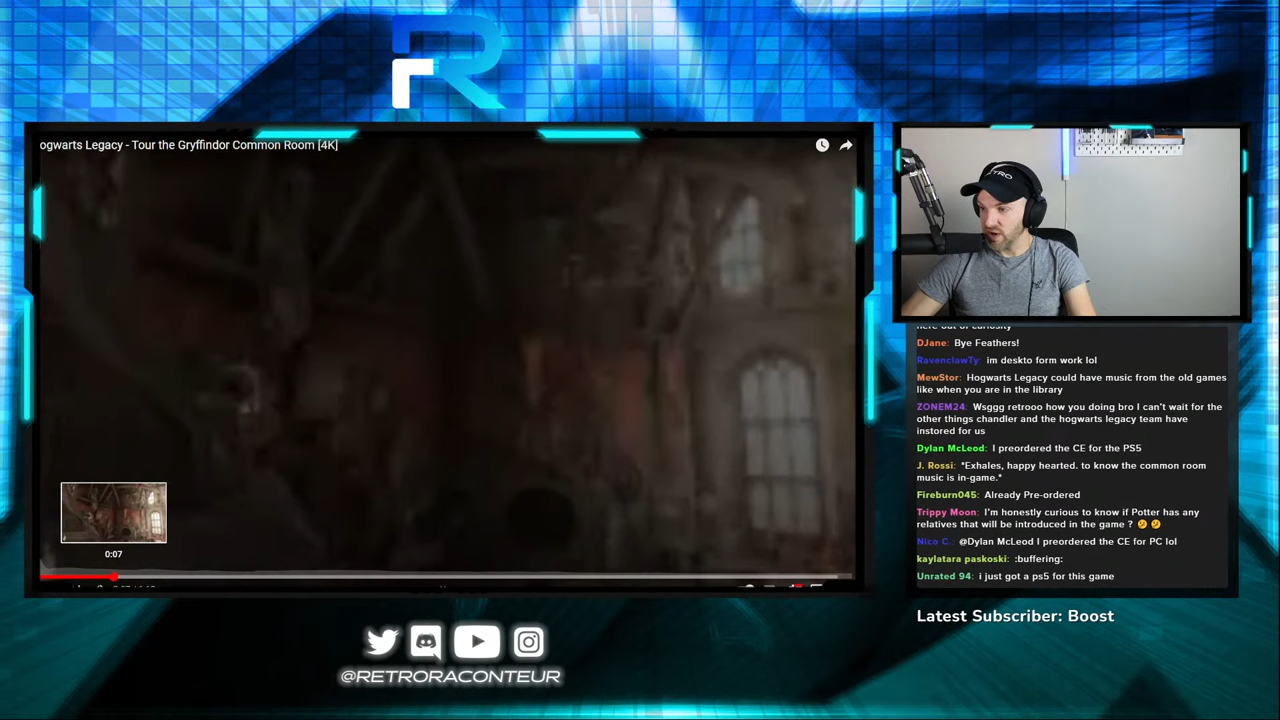 ogwarts Legacy - Tour the Gryffindor Common Room [4K]
0:07
RETRO
DJane: Bye Feathers!
RavenclawTy: im deskto form work lol
MewStor: Hogwarts Legacy could have music from the old games
like when you are in the library
ZONEM24: Wsggg retrooo how you doing bro I can't wait for the
other things chandler and the hogwarts legacy team have
instored for us
Dylan McLeod: I preordered the CE for the PS5
J. Rossi: *Exhales, happy hearted. to know the common room
music is in-game.*
Fireburn045: Already Pre-ordered
Trippy Moon: I'm honestly curious to know if Potter has any
relatives that will be introduced in the game ? 🤔 🤔
Nico C.: @Dylan McLeod I preordered the CE for PC lol
kaylatara paskoski: :buffering:
Unrated 94: i just got a ps5 for this game
Latest Subscriber: Boost
@RETRORACONTEUR